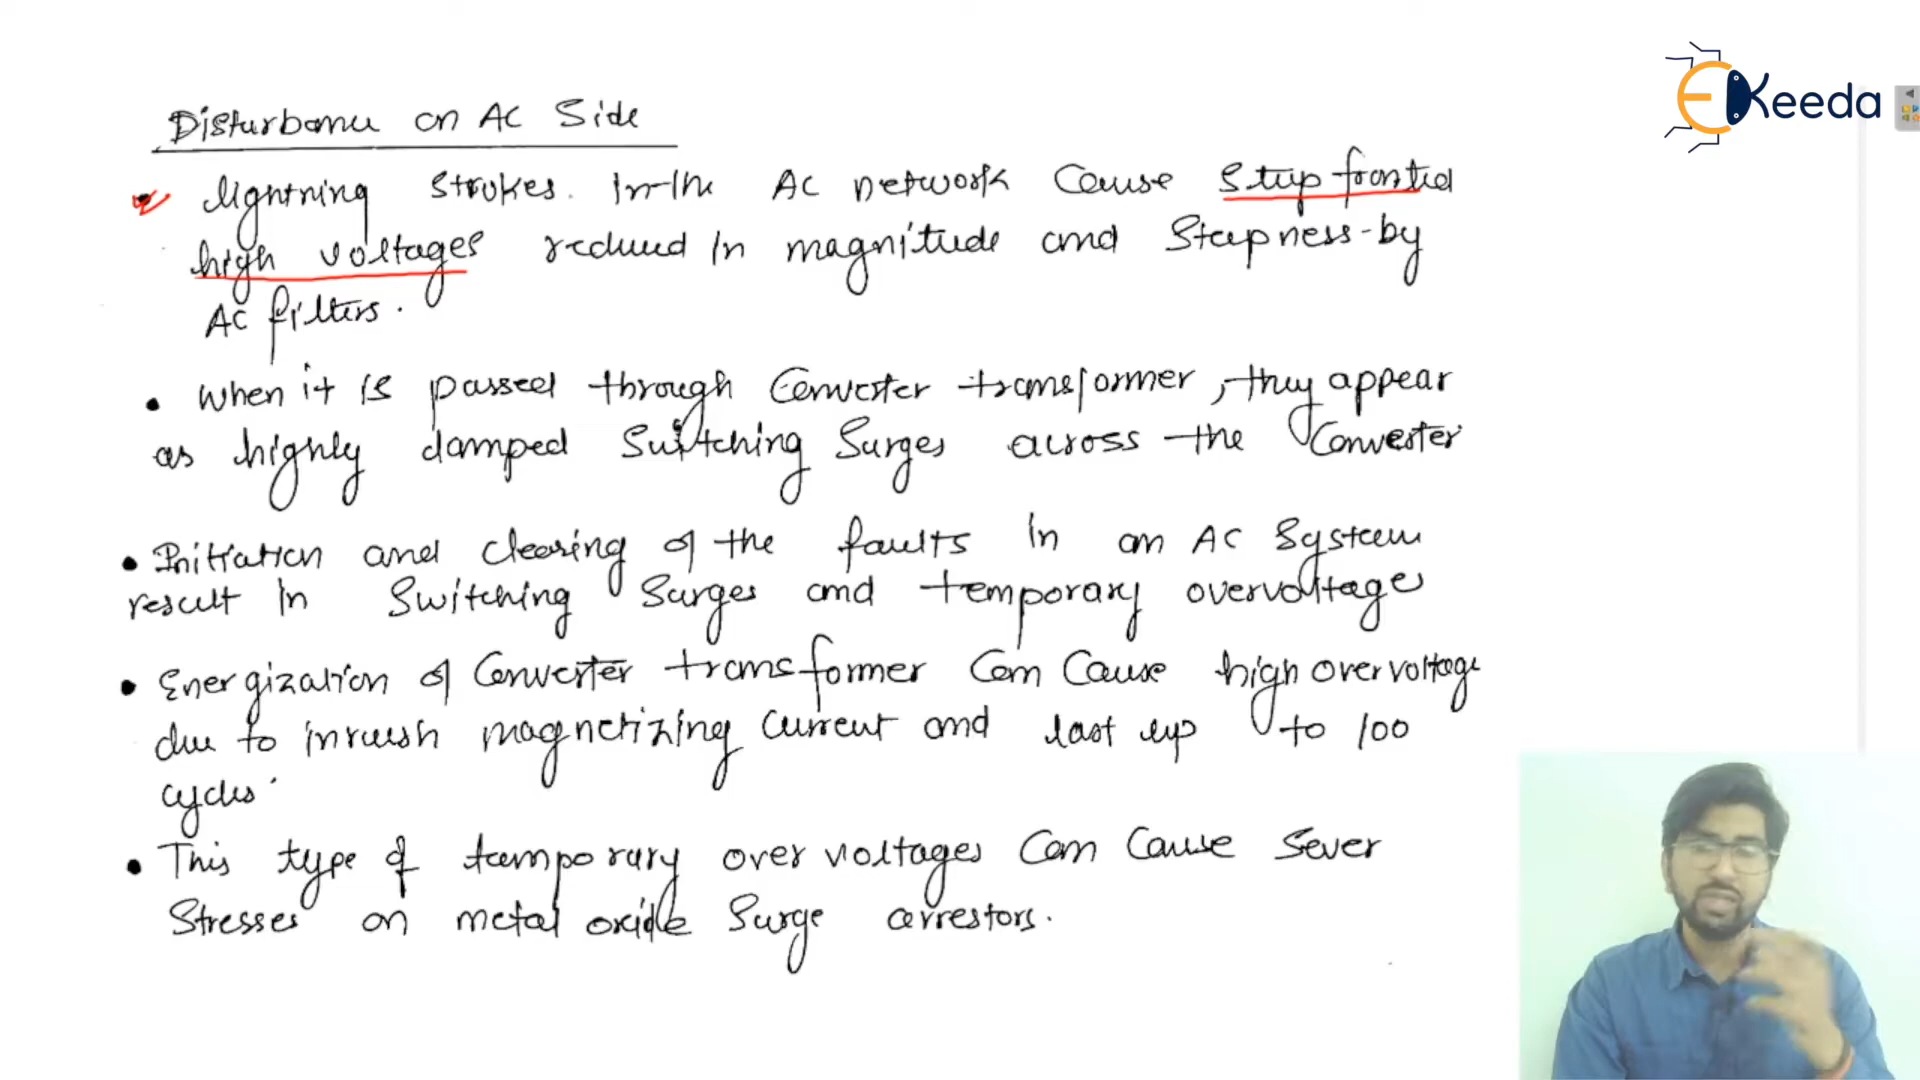 EKeeda
Disturbance on AC Side
Lightning strokes in the AC network cause steep fronted
high voltages reduced in magnitude and steepness by
AC filters.
When it is passed through Converter transformer, they appear
as highly damped Switching Surges across the Converter
Initiation and clearing of the faults in an AC System
result in Switching Surges and temporary overvoltage
Energization of Converter transformer Can Cause high overvoltage
due to inrush magnetizing current and last up to 100
cycles.
This type of temporary over voltages Can Cause Sever
Stresses on metal oxide Surge arrestors.